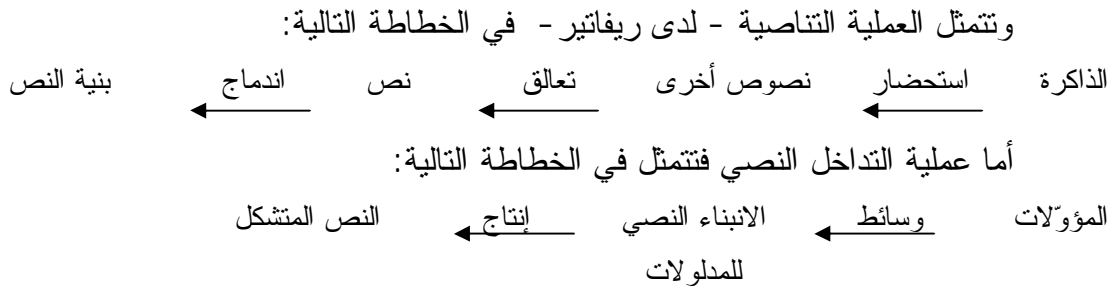 وتتمثل العملية التناصية - لدى ريفاتير - في الخطاطة التالية:
الذاكرة استحضار نصوص أخرى تعالق نص اندماج بنية النص
أما عملية التداخل النصي فتتمثل في الخطاطة التالية:
المؤوّلات وسائط الانبناء النصي إنتاج النص المتشكل
للمدلولات